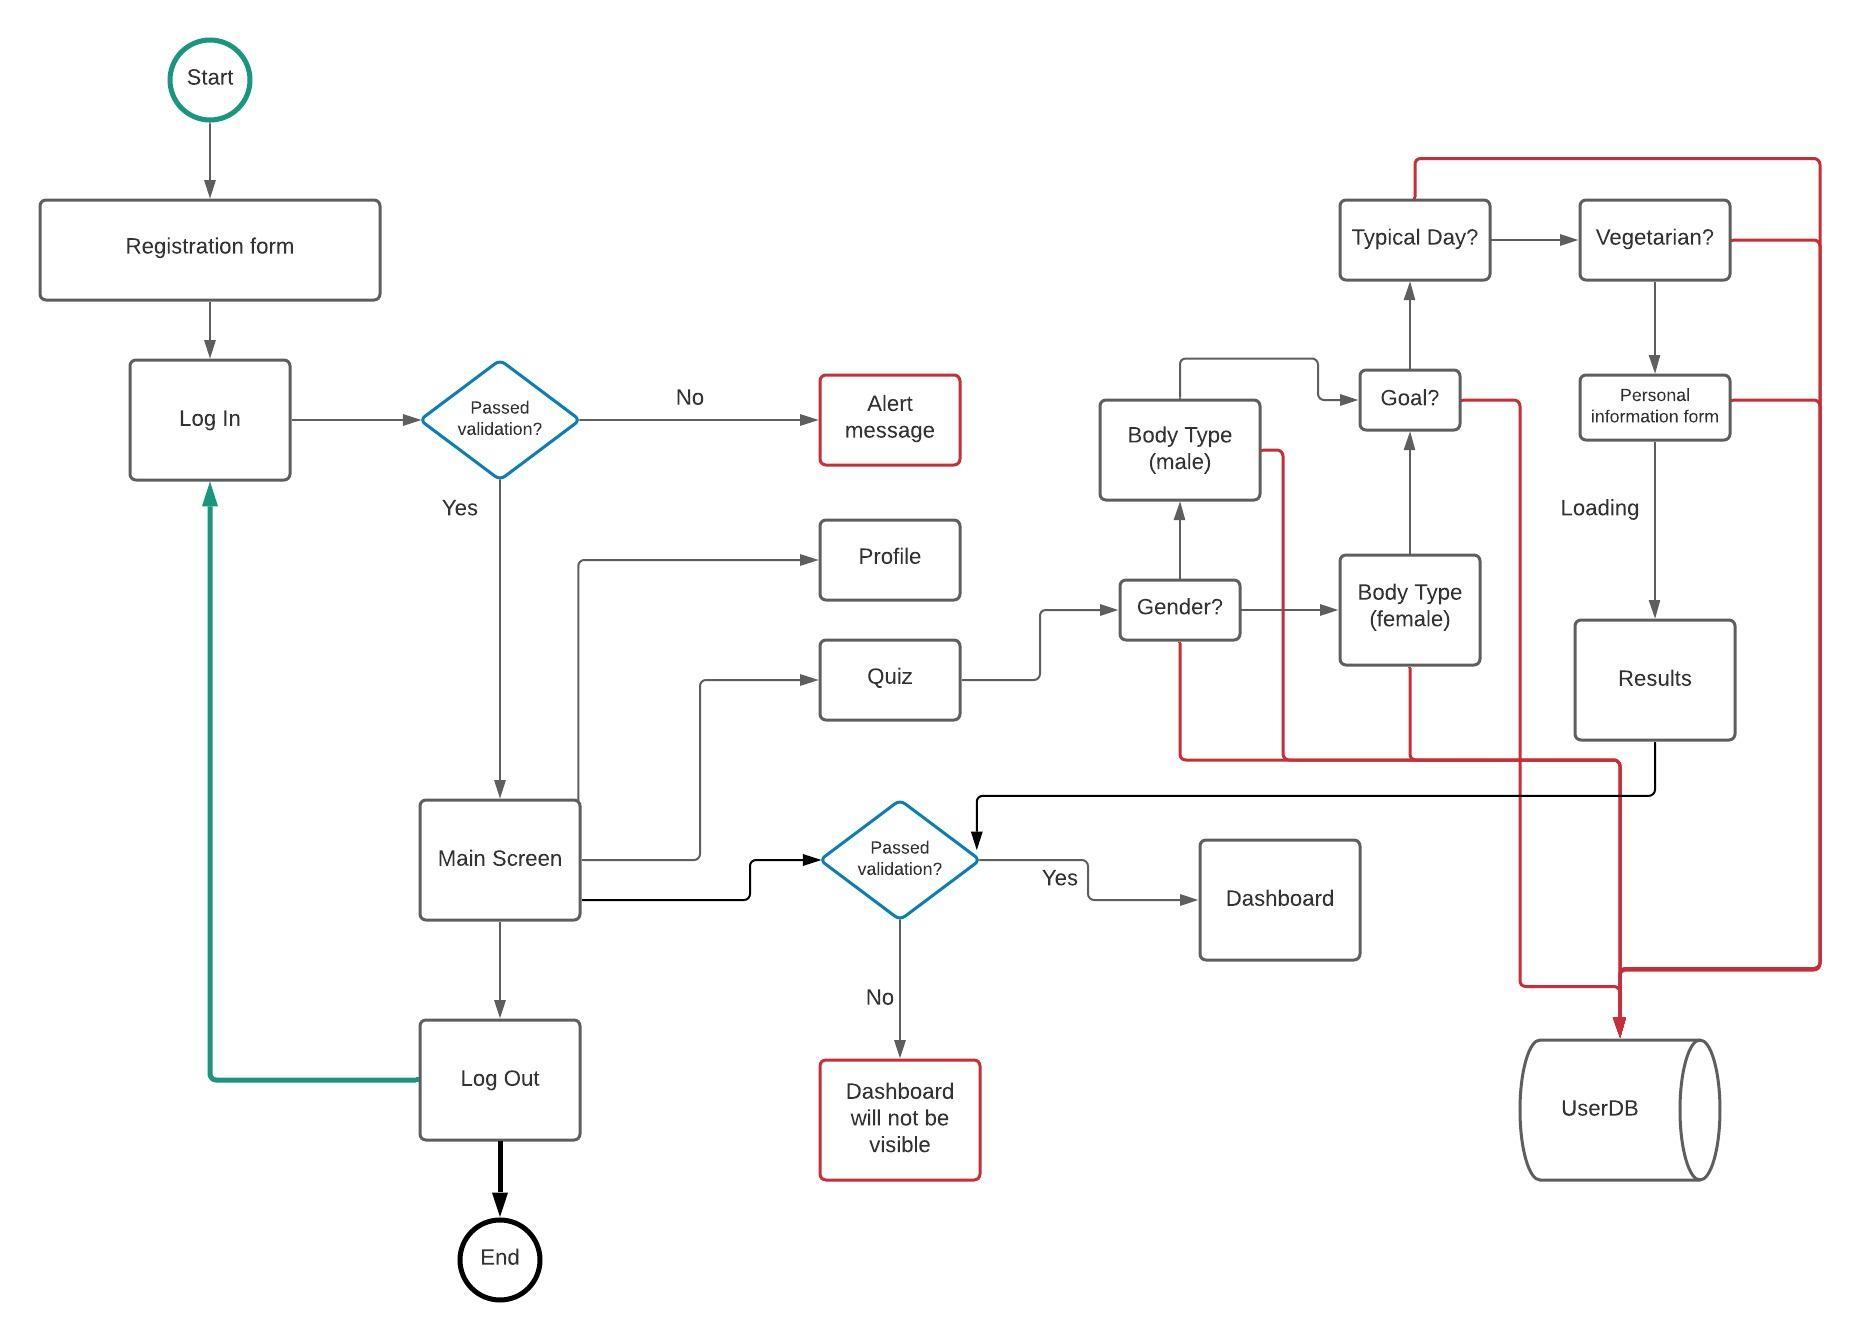 Start
Registration form
Log In
Passed
validation?
No
Alert
message
Yes
Profile
Quiz
Main Screen
Log Out
End
Gender?
Body Type
(male)
Body Type
(female)
Goal?
Typical Day?
Vegetarian?
Personal
information form
Loading
Results
Passed
validation?
Yes
Dashboard
No
Dashboard
will not be
visible
UserDB